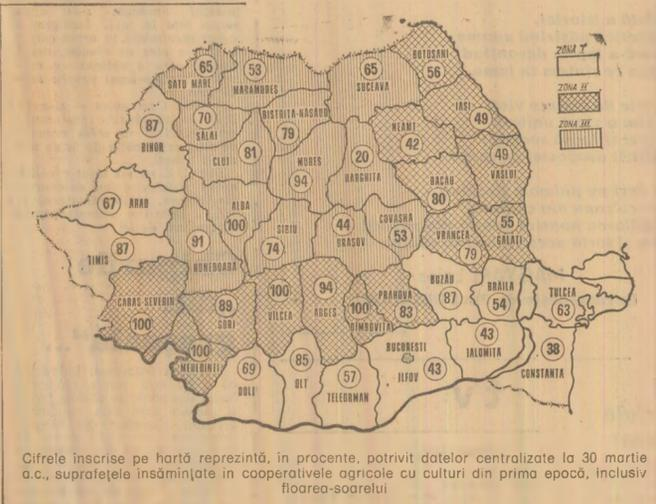 BOTOȘANI
56
ZONA I
ZONA II
ZONA III
65
SATU MARE
53
MARAMUREȘ
65
SUCEAVA
IAȘI
49
87
BIHOR
70
SĂLAJ
BISTRIȚA-NĂSĂUD
79
CLUJ
81
MUREȘ
94
20
HARGHITA
NEAMȚ
42
49
VASLUI
BACĂU
80
67 ARAD
ALBA
100
91
HUNEDOARA
SIBIU
74
44
BRAȘOV
COVASNA
53
VRANCEA
79
55
GALAȚI
TIMIȘ
87
CARAȘ SEVERIN
100
89
GORJ
100
VÎLCEA
94
ARGEȘ
100
DÎMBOVIȚA
PRAHOVA
83
BUZĂU
87
BRĂILA
54
TULCEA
63
100
MEHEDINȚI
69
DOLJ
85
OLT
57
TELEORMAN
BUCUREȘTI
ILFOV
43
43
IALOMIȚA
38
CONSTANȚA
Cifrele înscrise pe hartă reprezintă, în procente, potrivit datelor centralizate la 30 martie
a.c., suprafețele însămînțate în cooperativele agricole cu culturi din prima epocă, inclusiv
floarea-soarelui